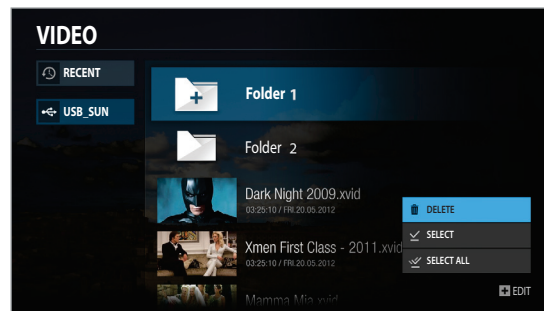 VIDEO
RECENT
USB_SUN
Folder 1
Folder 2
Dark Night 2009.xvid
03:25:10 / FRI.20.05.2012
Xmen First Class - 2011.xvid
03:25:10 / FRI.20.05.2012
Mamma Mia.xvid
DELETE
SELECT
SELECT ALL
EDIT